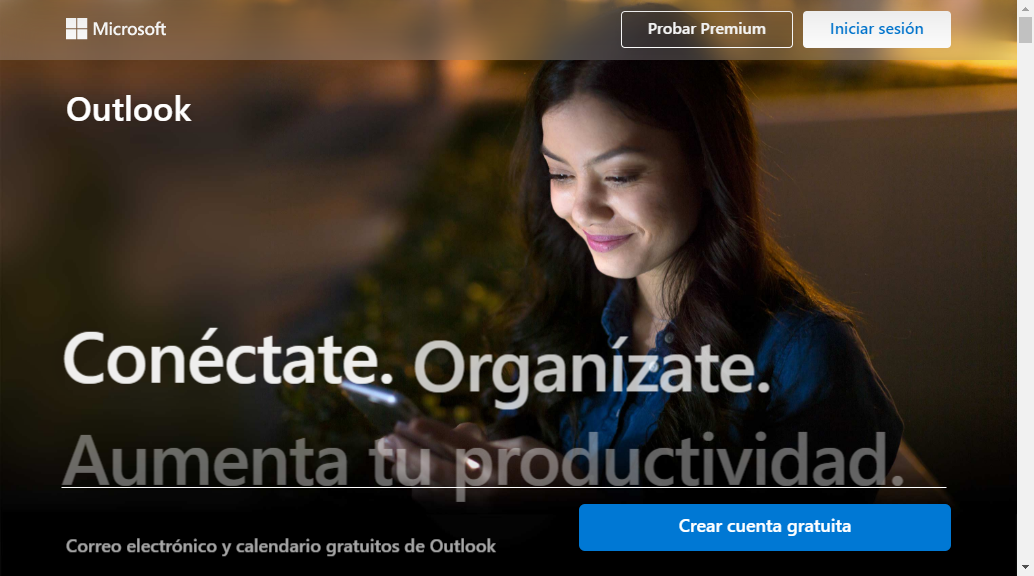 Microsoft
Probar Premium
Iniciar sesión
Outlook
Conéctate. Organízate.
Aumenta tu productividad.
Crear cuenta gratuita
Correo electrónico y calendario gratuitos de Outlook